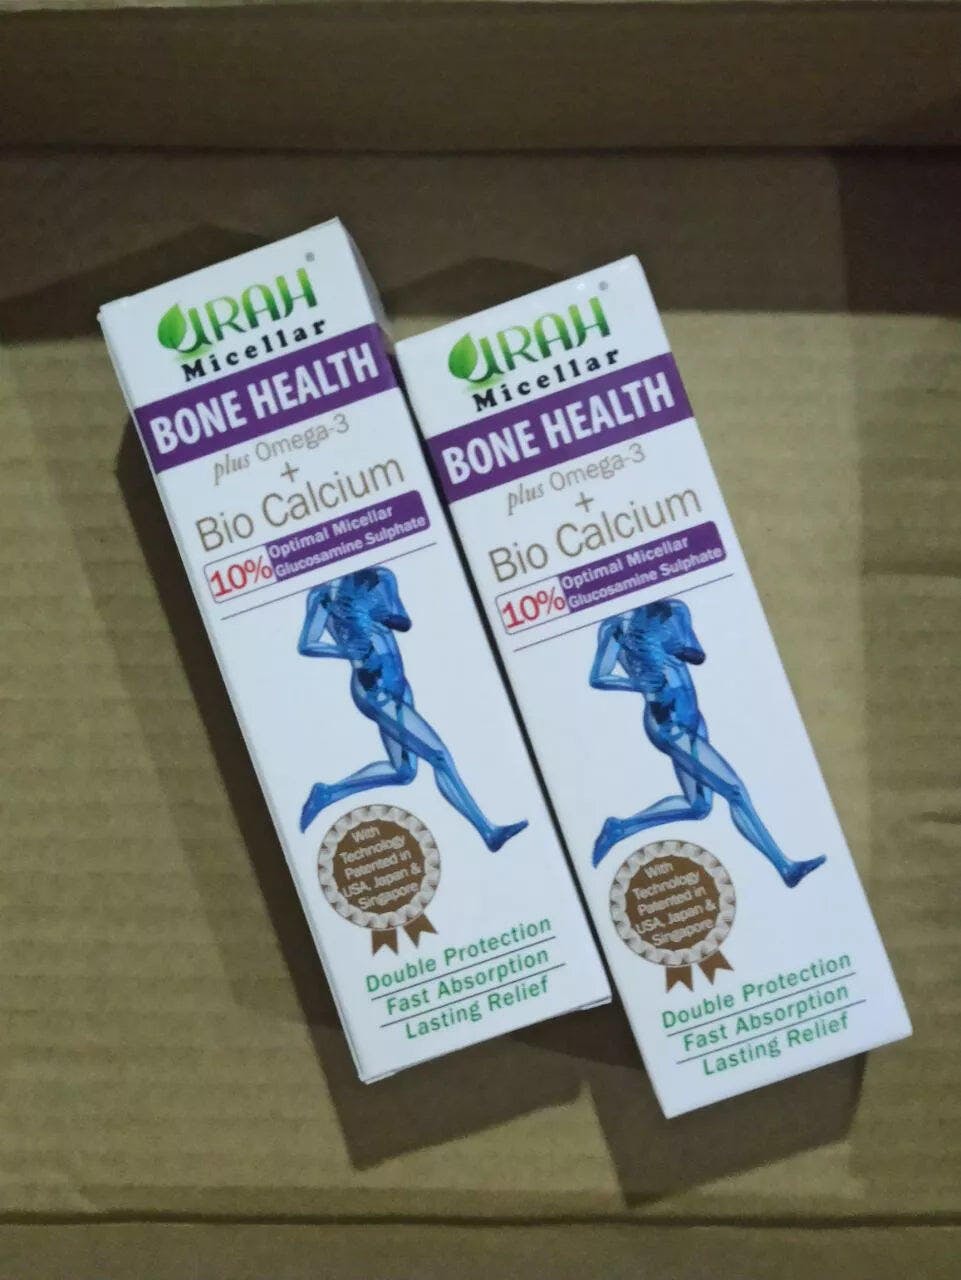 URAH®
Micellar
BONE HEALTH
plus Omega-3
+
Bio Calcium
10% Optimal Micellar
Glucosamine Sulphate
With
Technology
Patented in
USA, Japan &
Singapore
Double Protection
Fast Absorption
Lasting Relief
URAH®
Micellar
BONE HEALTH
plus Omega-3
+
Bio Calcium
10% Optimal Micellar
Glucosamine Sulphate
With
Technology
Patented in
USA, Japan &
Singapore
Double Protection
Fast Absorption
Lasting Relief